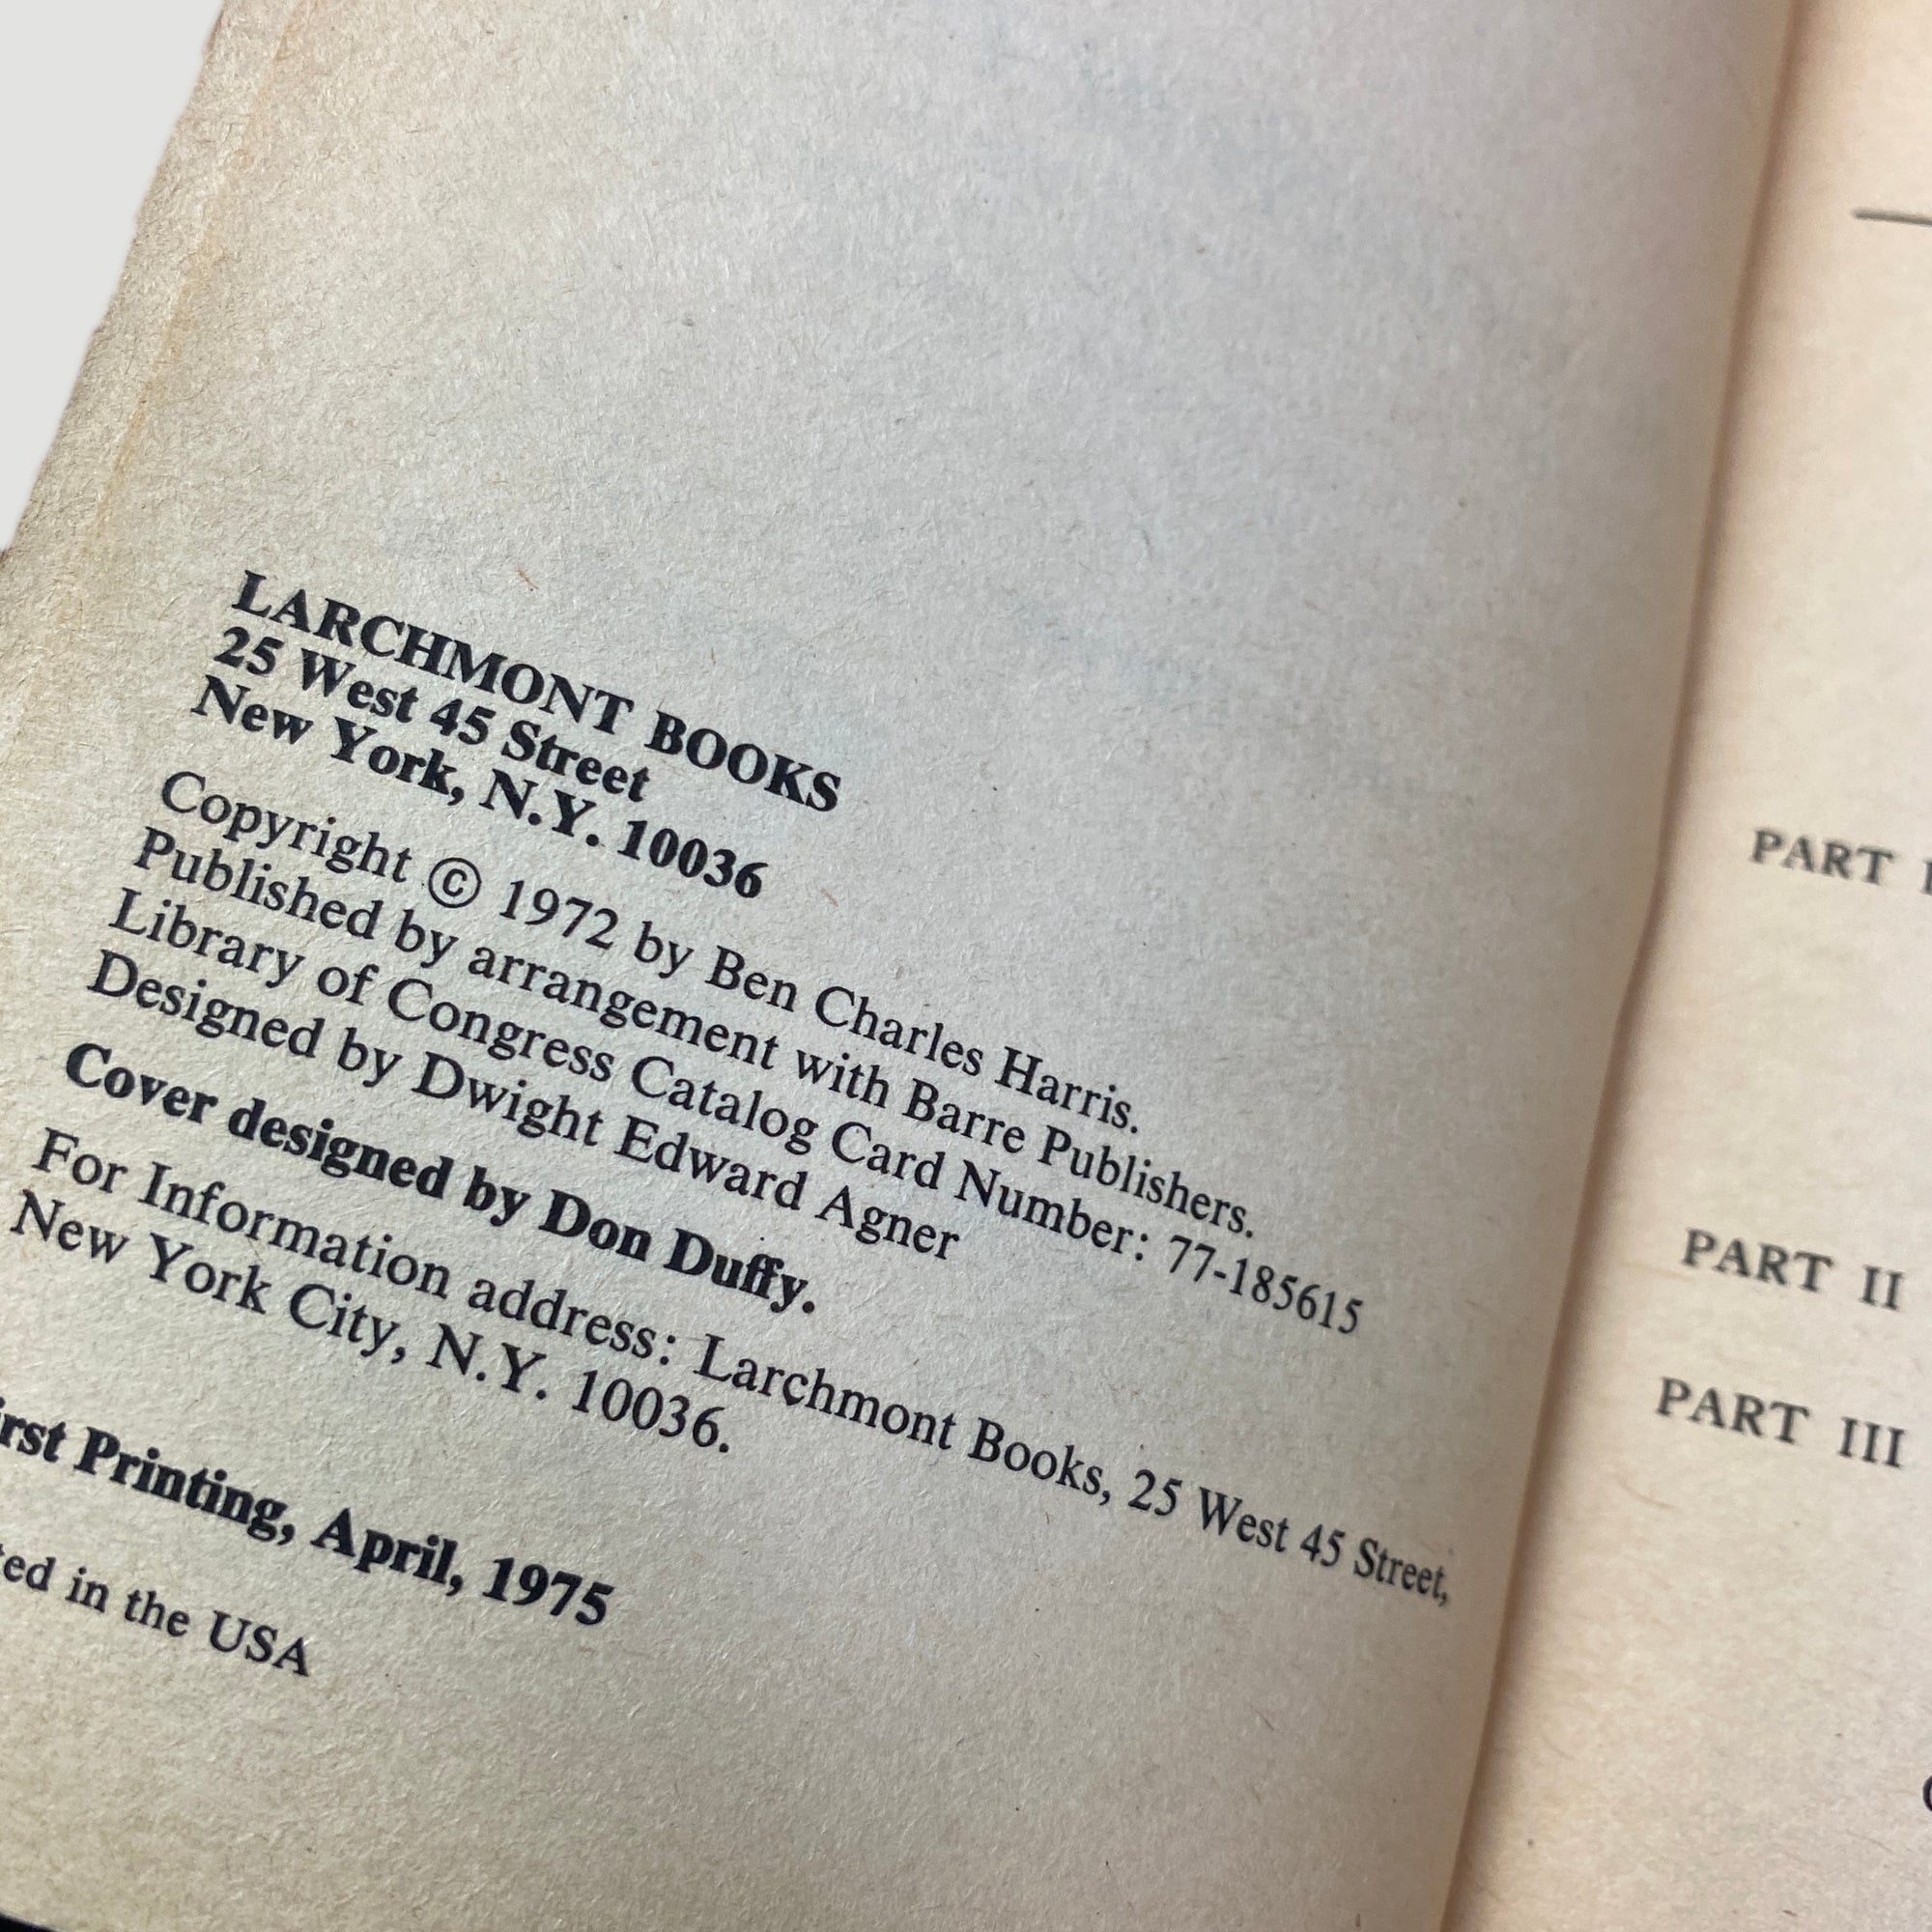 LARCHMONT BOOKS
25 West 45 Street
New York, N.Y. 10036
Copyright © 1972 by Ben Charles Harris.
Published by arrangement with Barre Publishers.
Library of Congress Catalog Card Number: 77-185615
Designed by Dwight Edward Agner
Cover designed by Don Duffy.
For Information address: Larchmont Books, 25 West 45 Street,
New York City, N.Y. 10036.
irst Printing, April, 1975
ed in the USA
PART I
PART II
PART III